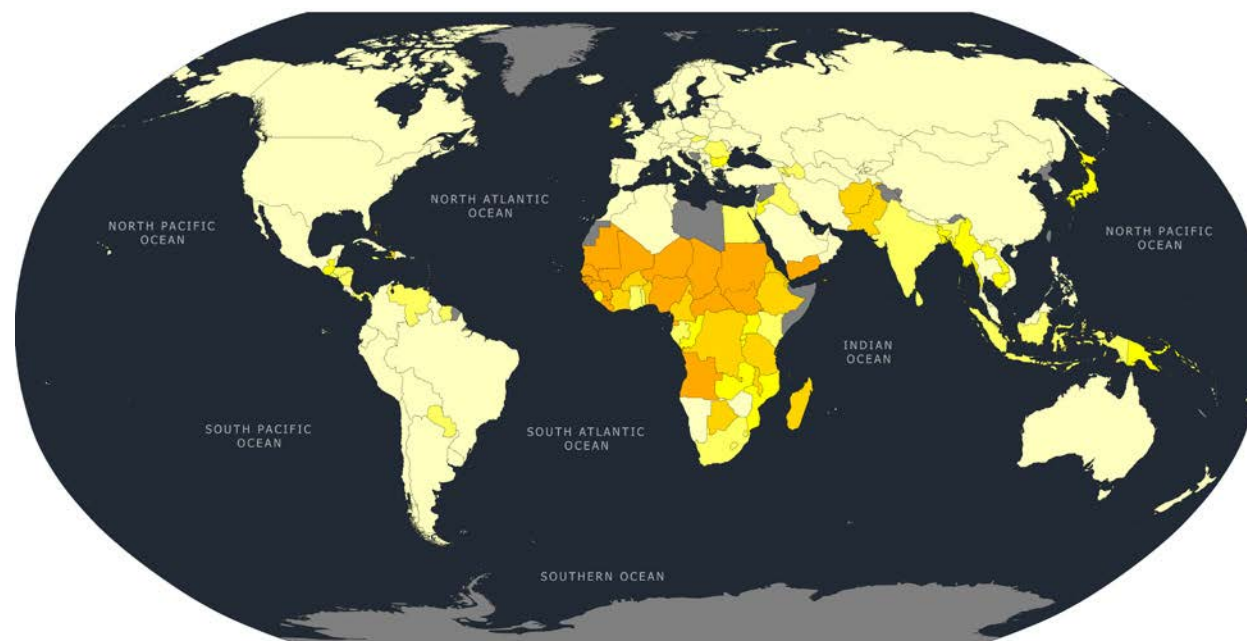 NORTH ATLANTIC
OCEAN
NORTH PACIFIC
OCEAN
NORTH PACIFIC
OCEAN
INDIAN
OCEAN
SOUTH PACIFIC
OCEAN
SOUTH ATLANTIC
OCEAN
SOUTHERN OCEAN